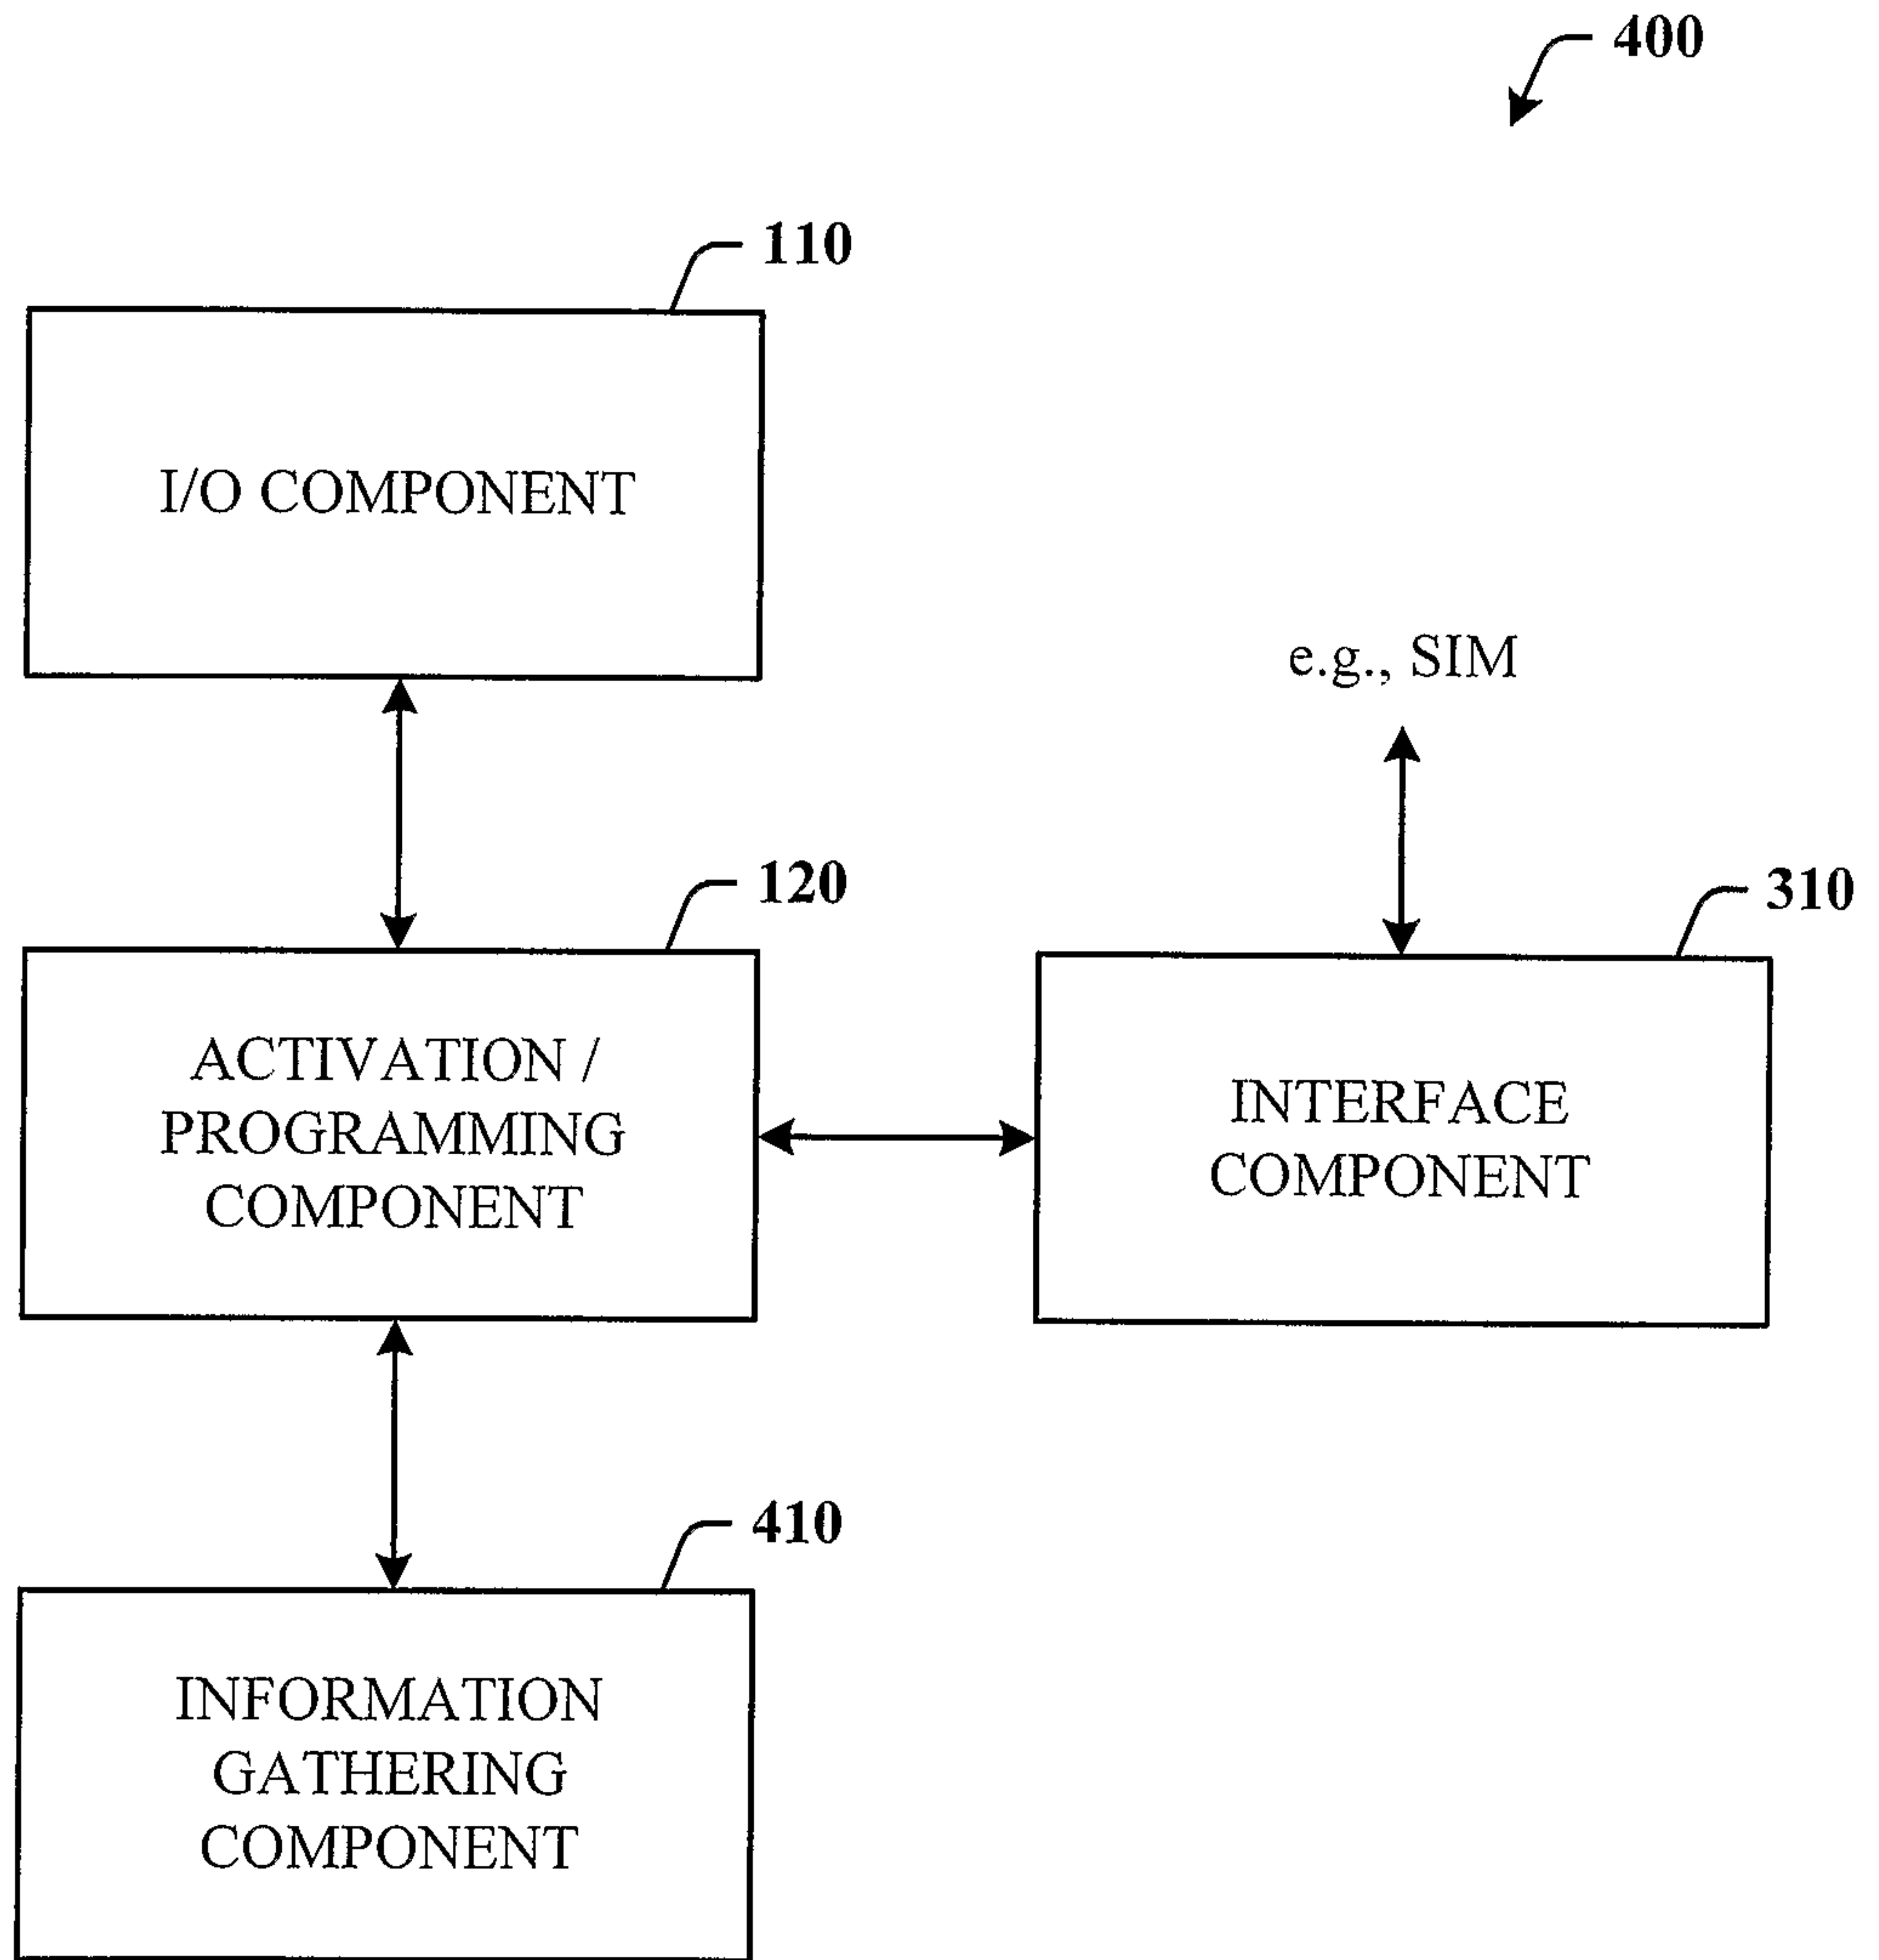 400
110
I/O COMPONENT
e.g., SIM
120
310
ACTIVATION /
PROGRAMMING
COMPONENT
INTERFACE
COMPONENT
410
INFORMATION
GATHERING
COMPONENT